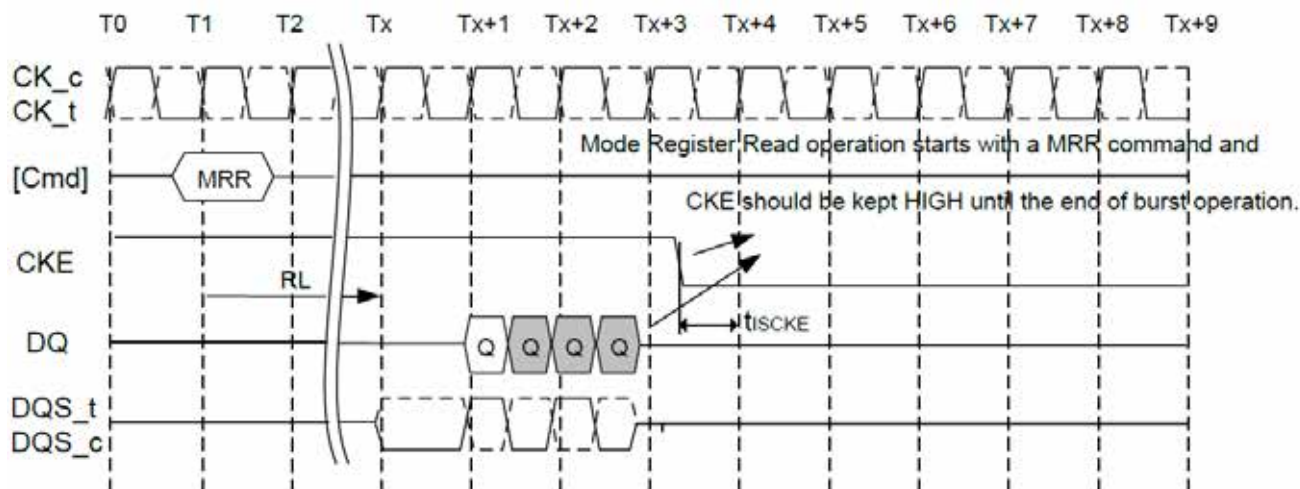 T0 T1 T2 Tx Tx+1 Tx+2 Tx+3 Tx+4 Tx+5 Tx+6 Tx+7 Tx+8 Tx+9
CK_c
CK_t
Mode Register Read operation starts with a MRR command and
[Cmd] MRR
CKE should be kept HIGH until the end of burst operation.
CKE
RL
tISCKE
DQ Q Q Q Q
DQS_t
DQS_c